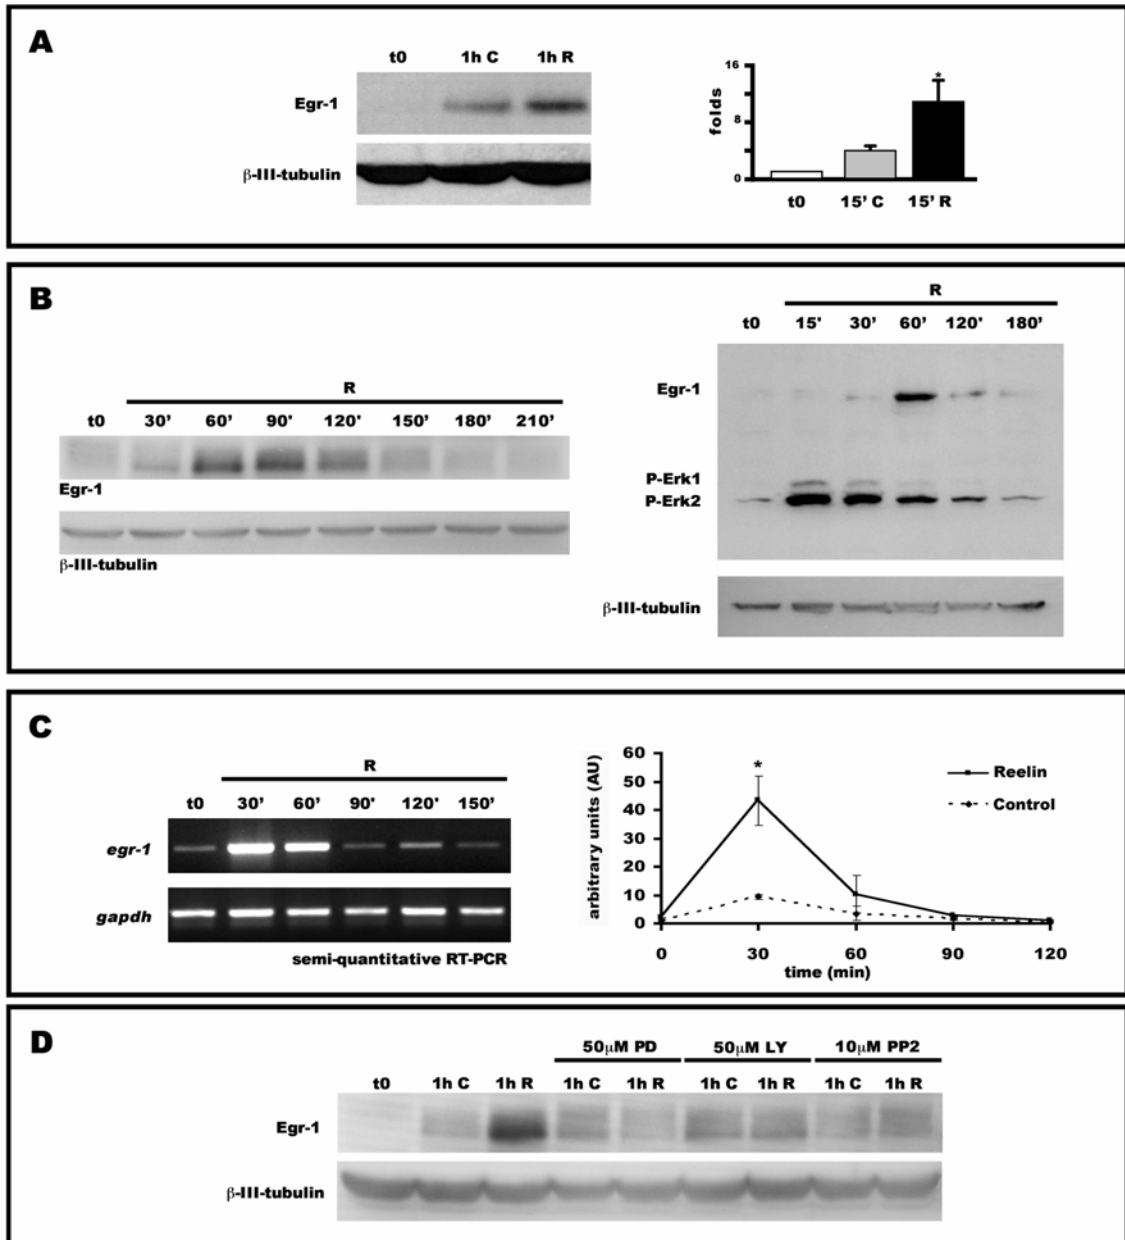 A
t0 1h C 1h R
Egr-1
β-III-tubulin
16
8
0
folds
*
t0 15' C 15' R
B
R
t0 30' 60' 90' 120' 150' 180' 210'
Egr-1
β-III-tubulin
R
t0 15' 30' 60' 120' 180'
Egr-1
P-Erk1
P-Erk2
β-III-tubulin
C
R
t0 30' 60' 90' 120' 150'
egr-1
gapdh
semi-quantitative RT-PCR
arbitrary units (AU)
60
50
40
30
20
10
0
*
Reelin
Control
0 30 60 90 120
time (min)
D
50μM PD 50μM LY 10μM PP2
t0 1h C 1h R 1h C 1h R 1h C 1h R 1h C 1h R
Egr-1
β-III-tubulin